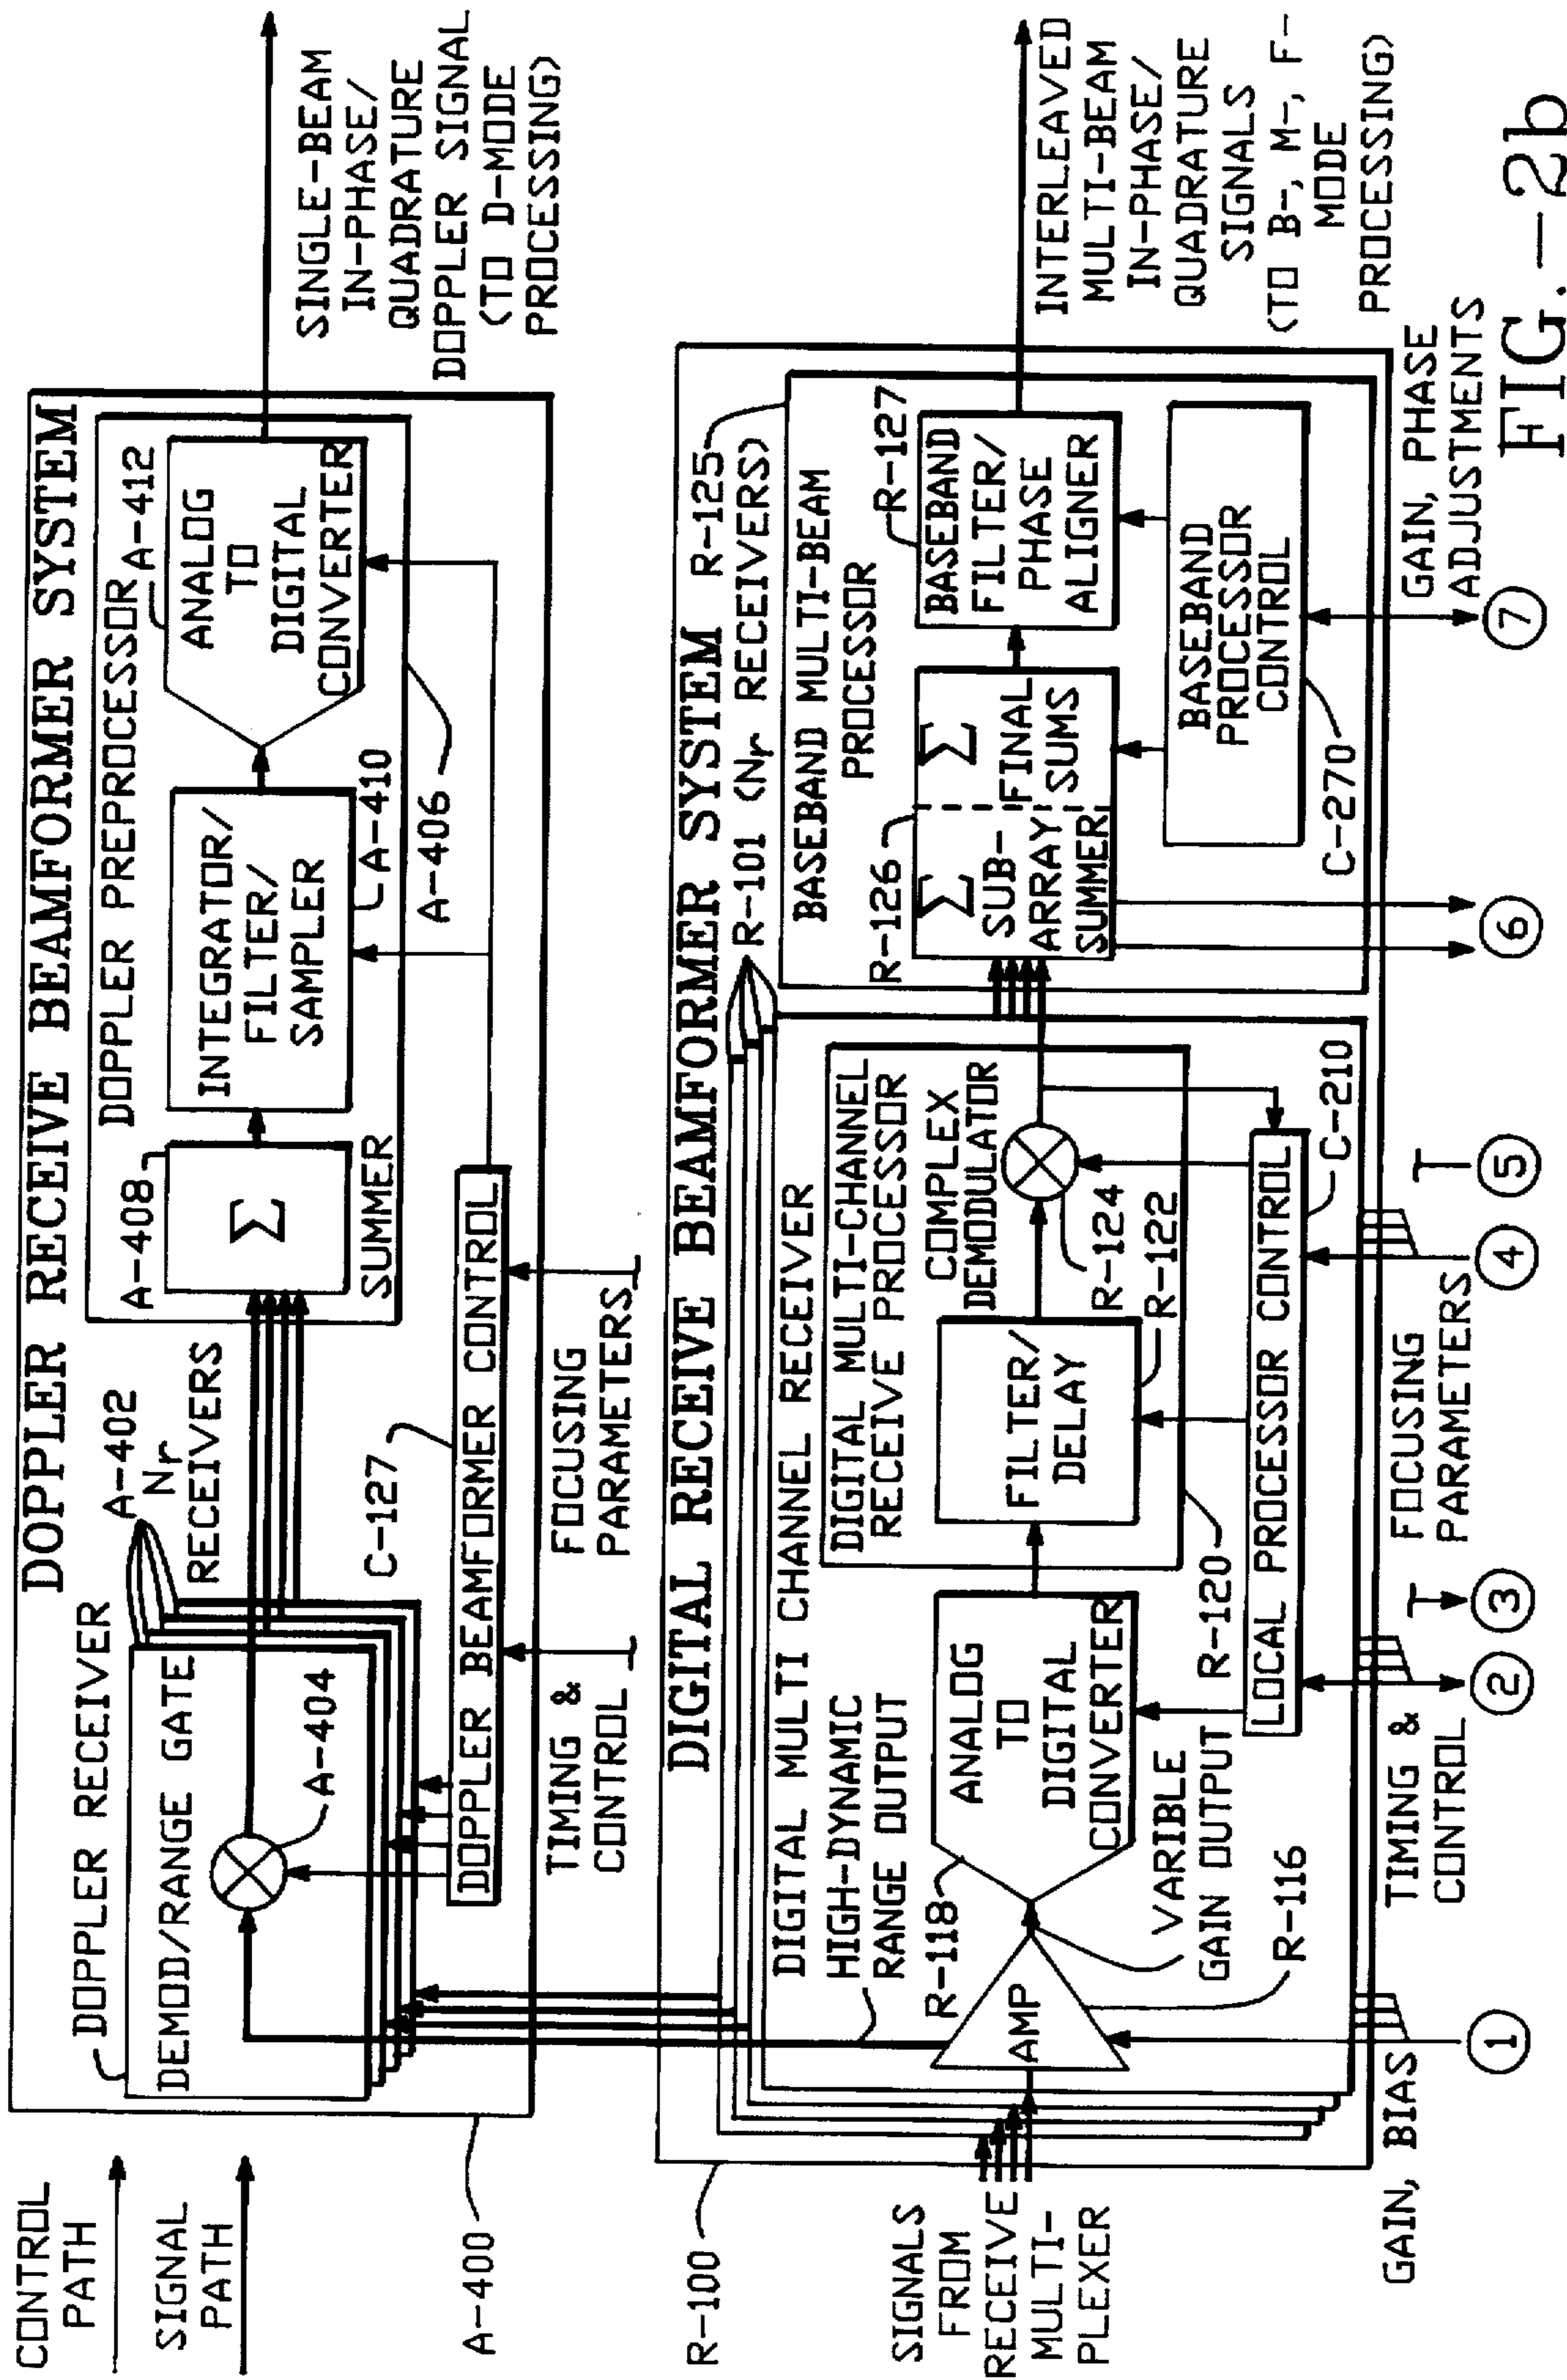 CONTROL
PATH
SIGNAL
PATH
DOPPLER RECEIVE BEAMFORMER SYSTEM
DOPPLER RECEIVER
DEMOD/RANGE GATE
A-404
A-402
Nr
RECEIVERS
DOPPLER PREPROCESSOR
A-408
Σ
SUMMER
INTEGRATOR/
FILTER/
SAMPLER
A-410
A-412
ANALOG
TO
DIGITAL
CONVERTER
A-406
C-127
DOPPLER BEAMFORMER CONTROL
TIMING &
CONTROL
FOCUSING
PARAMETERS
A-400
SINGLE-BEAM
IN-PHASE/
QUADRATURE
DOPPLER SIGNAL
(TO D-MODE
PROCESSING)
R-100
DIGITAL RECEIVE BEAMFORMER SYSTEM
R-101 (Nr RECEIVERS)
R-125
DIGITAL MULTI CHANNEL RECEIVER
HIGH-DYNAMIC
RANGE OUTPUT
SIGNALS
FROM
RECEIVE
MULTI-
PLEXER
AMP
R-118
ANALOG
TO
DIGITAL
CONVERTER
VARIBLE
GAIN OUTPUT
R-116
DIGITAL MULTI-CHANNEL
RECEIVE PROCESSOR
FILTER/
DELAY
COMPLEX
DEMODULATOR
R-124
R-122
R-120
LOCAL PROCESSOR CONTROL
C-210
BASEBAND MULTI-BEAM
PROCESSOR
R-126
Σ Σ
SUB-
ARRAY
SUMMER
FINAL
SUMS
R-127
BASEBAND
FILTER/
PHASE
ALIGNER
BASEBAND
PROCESSOR
CONTROL
C-270
INTERLEAVED
MULTI-BEAM
IN-PHASE/
QUADRATURE
SIGNALS
(TO B-, M-, F-
MODE
PROCESSING)
GAIN, BIAS
1
TIMING &
CONTROL
2
3
FOCUSING
PARAMETERS
4
5
6
7
GAIN, PHASE
ADJUSTMENTS
FIG.-2b